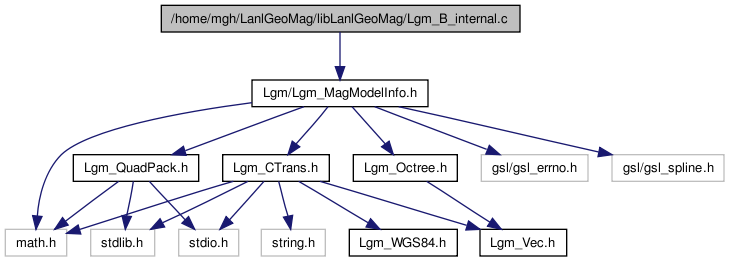 /home/mgh/LanlGeoMag/libLanlGeoMag/Lgm_B_internal.c
Lgm/Lgm_MagModelInfo.h
Lgm_QuadPack.h
Lgm_CTrans.h
Lgm_Octree.h
gsl/gsl_errno.h
gsl/gsl_spline.h
math.h
stdlib.h
stdio.h
string.h
Lgm_WGS84.h
Lgm_Vec.h